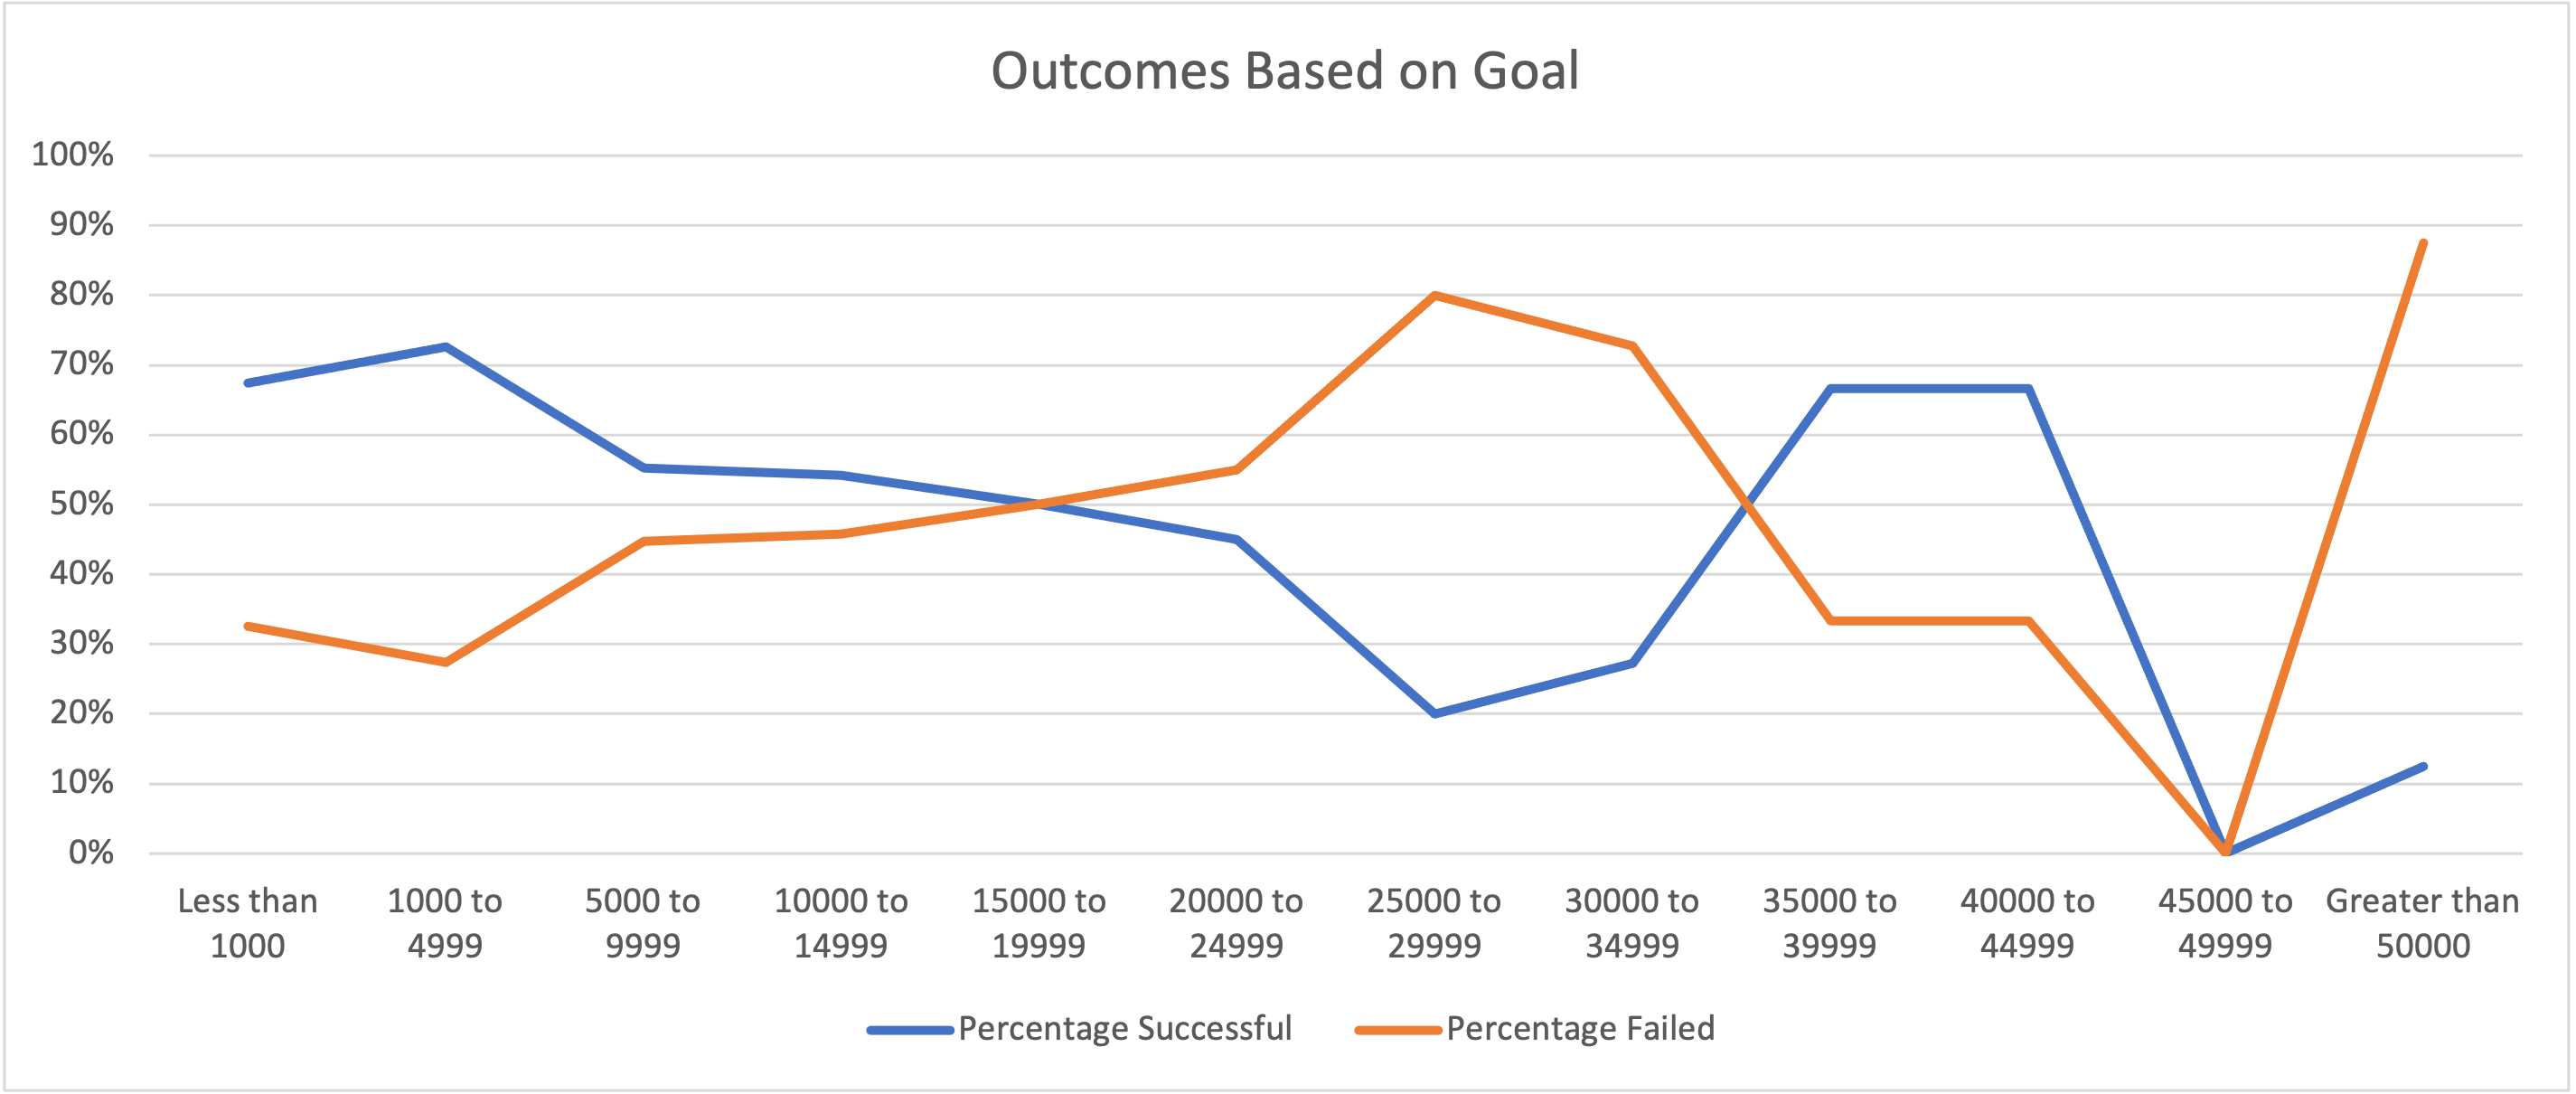 Outcomes Based on Goal
100%
90%
80%
70%
60%
50%
40%
30%
20%
10%
0%
Less than 1000 to 5000 to 10000 to 15000 to 20000 to 25000 to 30000 to 35000 to 40000 to 45000 to Greater than
1000 4999 9999 14999 19999 24999 29999 34999 39999 44999 49999 50000
Percentage Successful Percentage Failed